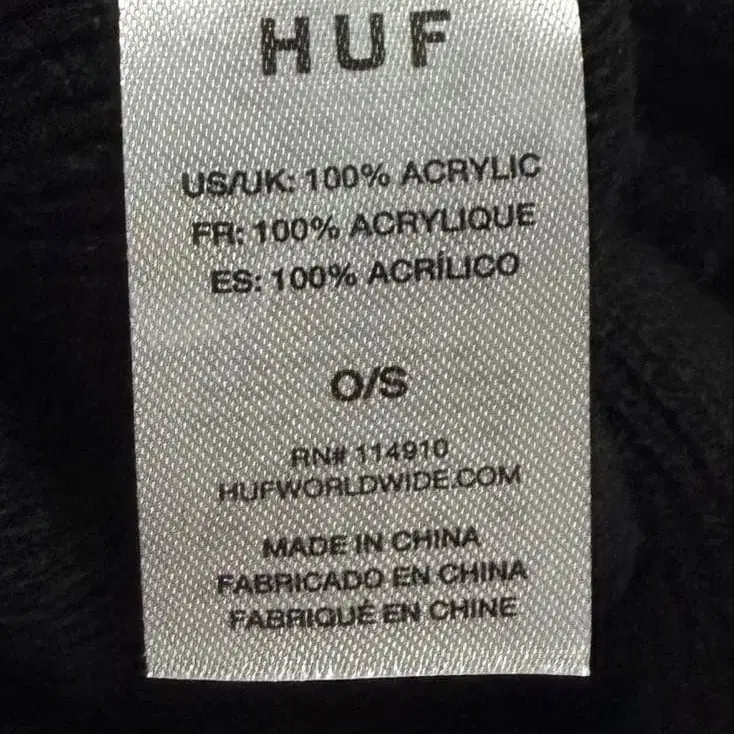 HUF
US/UK: 100% ACRYLIC
FR: 100% ACRYLIQUE
ES: 100% ACRÍLICO
O/S
RN# 114910
HUFWORLDWIDE.COM
MADE IN CHINA
FABRICADO EN CHINA
FABRIQUÉ EN CHINE